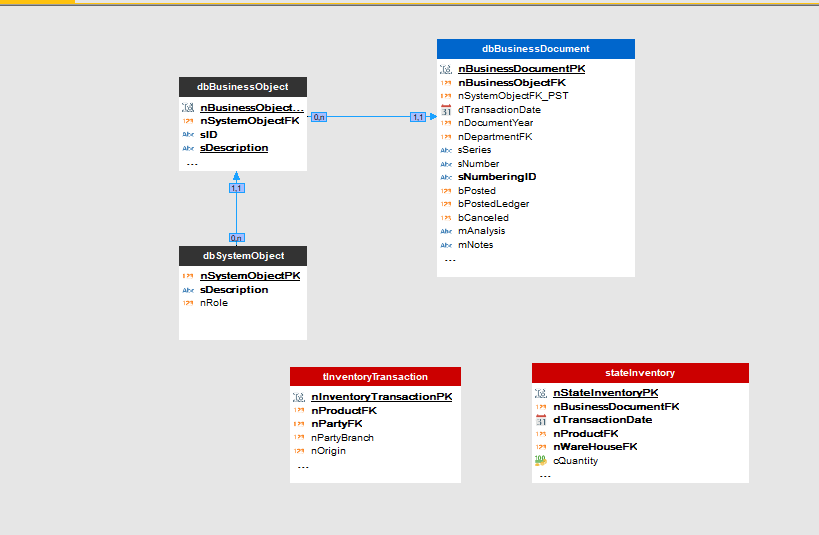 dbBusinessObject
nBusinessObject...
nSystemObjectFK
sID
sDescription
...
0,n
1,1
dbBusinessDocument
nBusinessDocumentPK
nBusinessObjectFK
nSystemObjectFK_PST
dTransactionDate
nDocumentYear
nDepartmentFK
sSeries
sNumber
sNumberingID
bPosted
bPostedLedger
bCanceled
mAnalysis
mNotes
...
1,1
0,n
dbSystemObject
nSystemObjectPK
sDescription
nRole
tInventoryTransaction
nInventoryTransactionPK
nProductFK
nPartyFK
nPartyBranch
nOrigin
...
stateInventory
nStateInventoryPK
nBusinessDocumentFK
dTransactionDate
nProductFK
nWareHouseFK
cQuantity
...